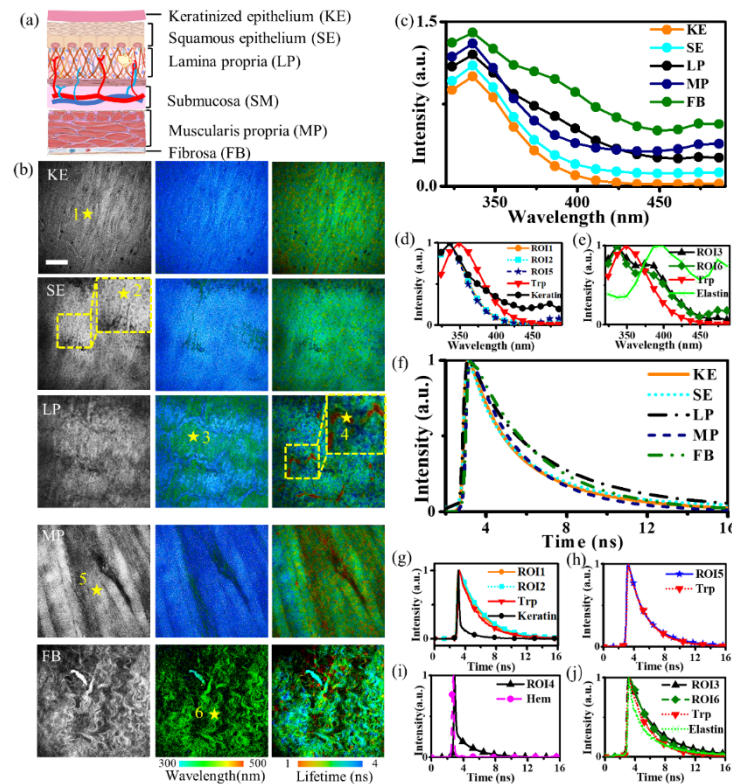 (a)
Keratinized epithelium (KE)
Squamous epithelium (SE)
Lamina propria (LP)
Submucosa (SM)
Muscularis propria (MP)
Fibrosa (FB)
(b)
KE
1
SE
2
LP
3
4
MP
5
FB
6
300
500
Wavelength(nm)
1
4
Lifetime (ns)
(c)
1.5
0.0
Intensity (a.u.)
350
400
450
Wavelength (nm)
KE
SE
LP
MP
FB
(d)
1
0
Intensity (a.u.)
350
400
450
Wavelength (nm)
ROI1
ROI2
ROI5
Trp
Keratin
(e)
1
0
Intensity (a.u.)
350
400
450
Wavelength (nm)
ROI3
ROI6
Trp
Elastin
(f)
1
0
Intensity (a.u.)
4
8
12
16
Time (ns)
KE
SE
LP
MP
FB
(g)
1
0
Intensity (a.u.)
0
4
8
12
16
Time (ns)
ROI1
ROI2
Trp
Keratin
(h)
1
0
Intensity (a.u.)
0
4
8
12
16
Time (ns)
ROI5
Trp
(i)
1
0
Intensity (a.u.)
0
4
8
12
16
Time (ns)
ROI4
Hem
(j)
1
0
Intensity (a.u.)
0
4
8
12
16
Time (ns)
ROI3
ROI6
Trp
Elastin